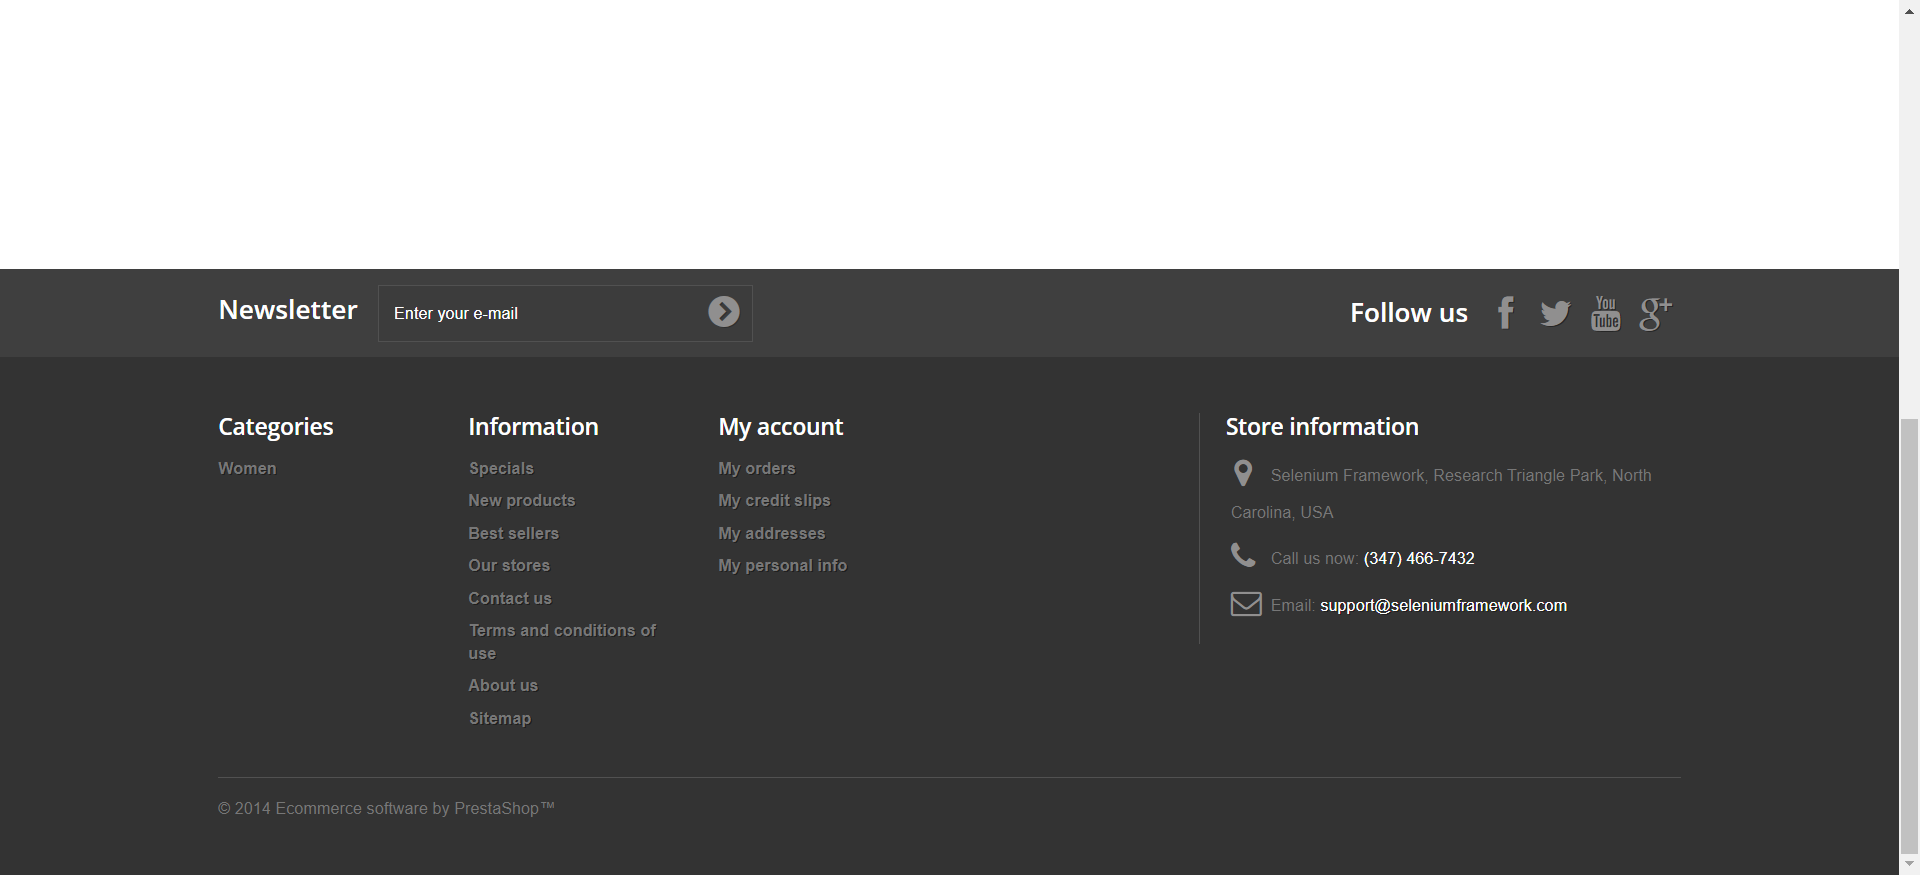 Newsletter
Enter your e-mail
Follow us
You
Tube
g+
Categories
Women
Information
Specials
New products
Best sellers
Our stores
Contact us
Terms and conditions of
use
About us
Sitemap
My account
My orders
My credit slips
My addresses
My personal info
Store information
Selenium Framework, Research Triangle Park, North
Carolina, USA
Call us now: (347) 466-7432
Email: support@seleniumframework.com
© 2014 Ecommerce software by PrestaShop™